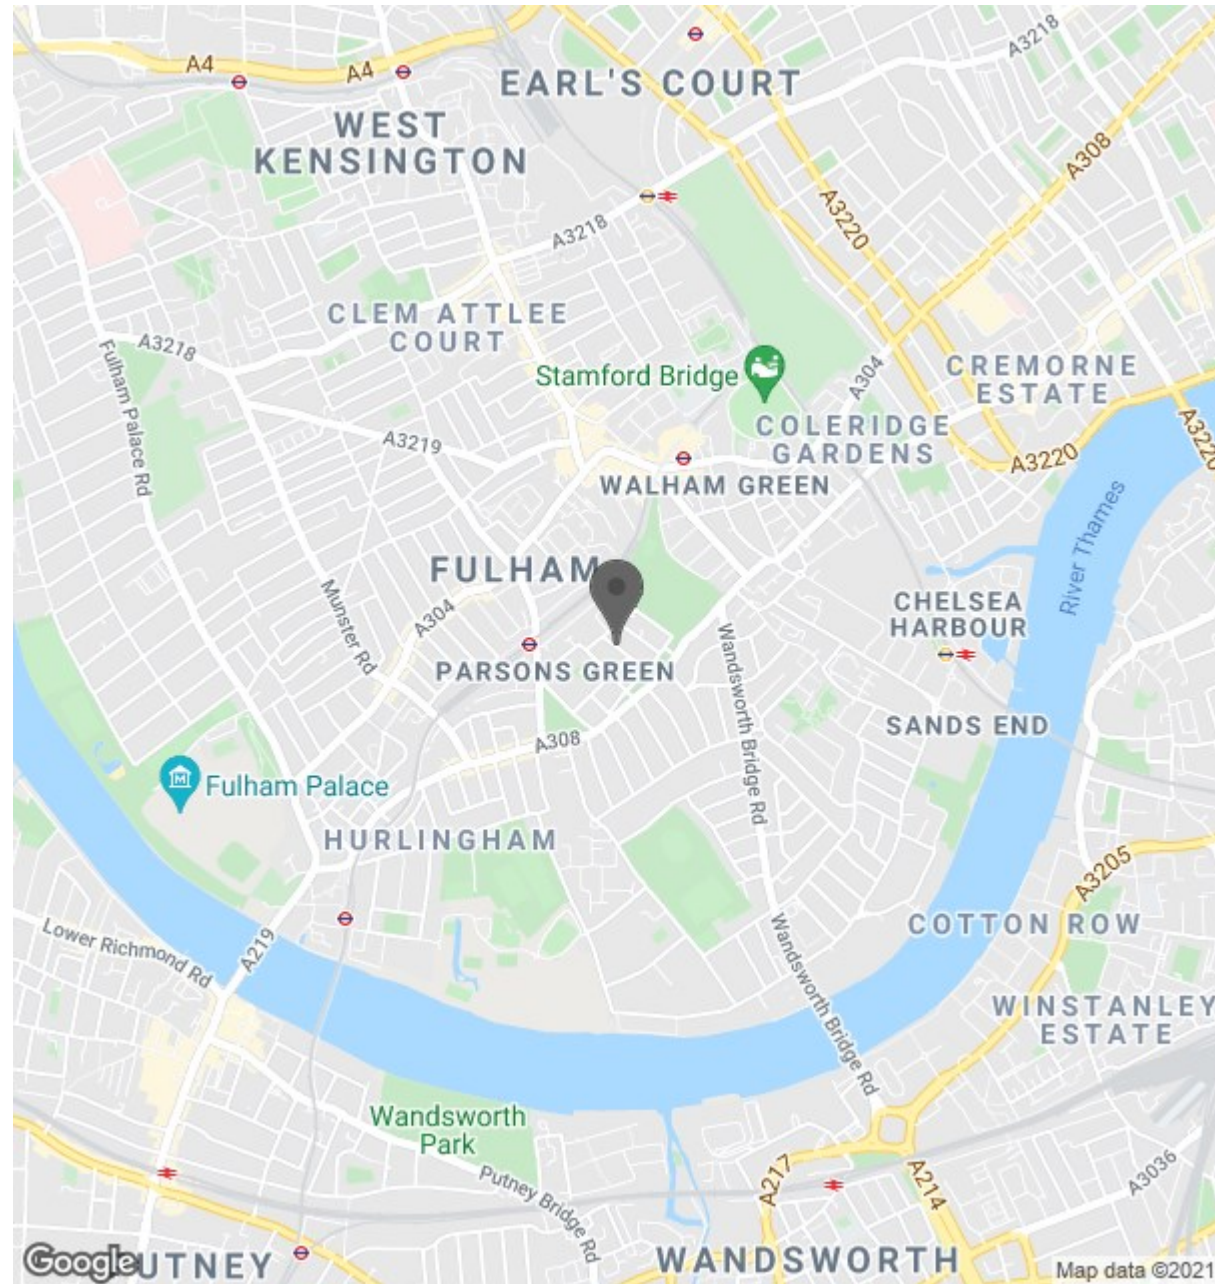 A4
A4
EARL'S COURT
A3218
WEST
KENSINGTON
A308
A3218
A3220
CLEM ATTLEE
COURT
A3218
Fulham Palace Rd
Stamford Bridge
A304
CREMORNE
ESTATE
COLERIDGE
GARDENS
A3219
A3220
A3220
WALHAM GREEN
River Thames
FULHAM
Munster Rd
A304
CHELSEA
HARBOUR
PARSONS GREEN
Wandsworth Bridge Rd
SANDS END
A308
Fulham Palace
HURLINGHAM
A3205
COTTON ROW
Lower Richmond Rd
A219
Wandsworth Bridge Rd
WINSTANLEY
ESTATE
Wandsworth
Park
Putney Bridge Rd
A217
A214
A3036
Google
UTNEY
WANDSWORTH
Map data ©2021